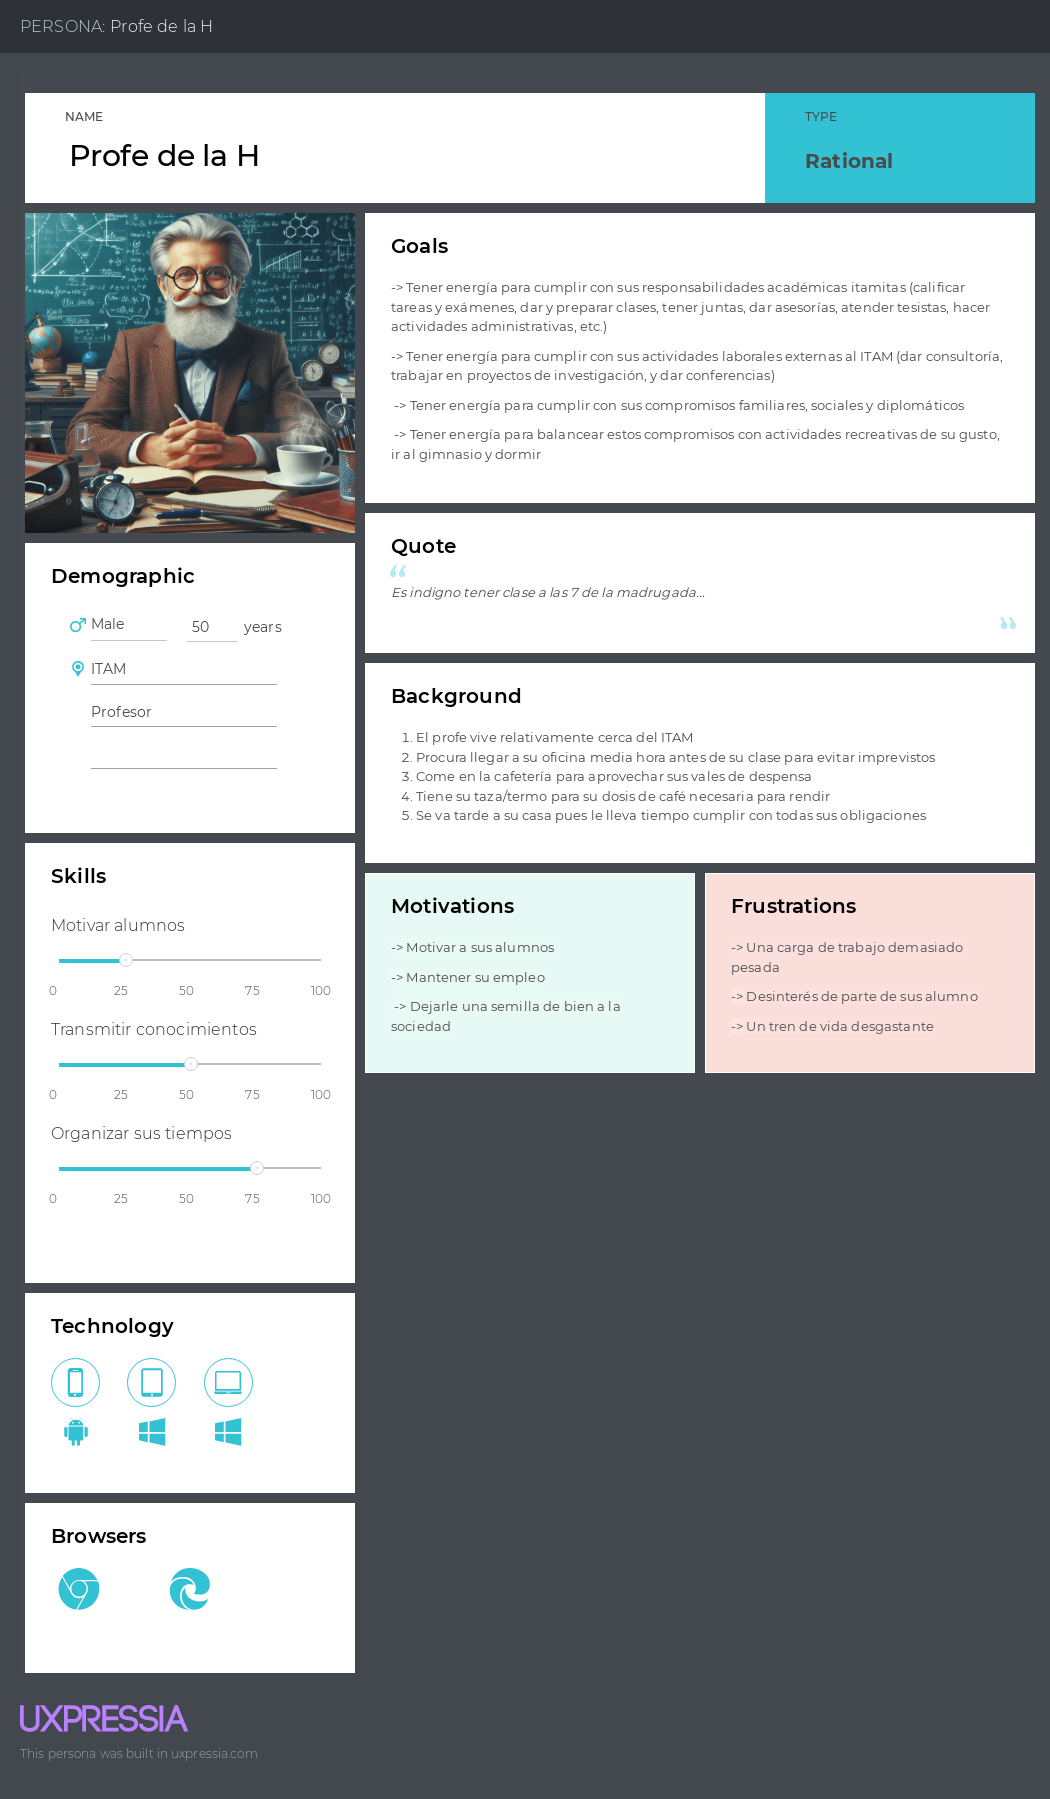 PERSONA: Profe de la H
NAME
Profe de la H
TYPE
Rational
Goals
-> Tener energía para cumplir con sus responsabilidades académicas itamitas (calificar
tareas y exámenes, dar y preparar clases, tener juntas, dar asesorías, atender tesistas, hacer
actividades administrativas, etc.)
-> Tener energía para cumplir con sus actividades laborales externas al ITAM (dar consultoría,
trabajar en proyectos de investigación, y dar conferencias)
-> Tener energía para cumplir con sus compromisos familiares, sociales y diplomáticos
-> Tener energía para balancear estos compromisos con actividades recreativas de su gusto,
ir al gimnasio y dormir
Quote
“
Es indigno tener clase a las 7 de la madrugada...
”
Demographic
Male
50 years
ITAM
Profesor
Background
1. El profe vive relativamente cerca del ITAM
2. Procura llegar a su oficina media hora antes de su clase para evitar imprevistos
3. Come en la cafetería para aprovechar sus vales de despensa
4. Tiene su taza/termo para su dosis de café necesaria para rendir
5. Se va tarde a su casa pues le lleva tiempo cumplir con todas sus obligaciones
Skills
Motivar alumnos
0 25 50 75 100
Transmitir conocimientos
0 25 50 75 100
Organizar sus tiempos
0 25 50 75 100
Motivations
-> Motivar a sus alumnos
-> Mantener su empleo
-> Dejarle una semilla de bien a la
sociedad
Frustrations
-> Una carga de trabajo demasiado
pesada
-> Desinterés de parte de sus alumno
-> Un tren de vida desgastante
Technology
Browsers
UXPRESSIA
This persona was built in uxpressia.com